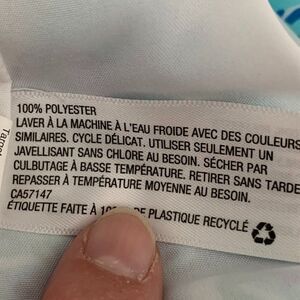 100% POLYESTER
LAVER À LA MACHINE À L'EAU FROIDE AVEC DES COULEURS
SIMILAIRES. CYCLE DÉLICAT. UTILISER SEULEMENT UN
JAVELLISANT SANS CHLORE AU BESOIN. SÉCHER PAR
CULBUTAGE À BASSE TEMPÉRATURE. RETIRER SANS TARDE
REPASSER À TEMPÉRATURE MOYENNE AU BESOIN.
CA57147
ÉTIQUETTE FAITE À DE PLASTIQUE RECYCLÉ
Target